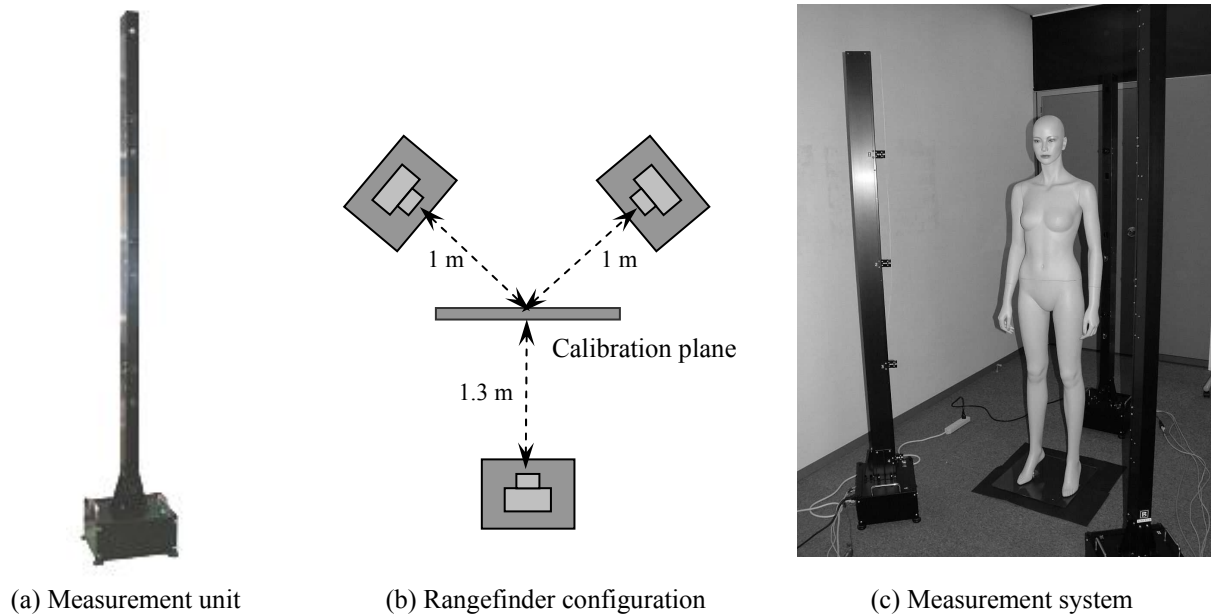 1 m
1 m
Calibration plane
1.3 m
(a) Measurement unit
(b) Rangefinder configuration
(c) Measurement system